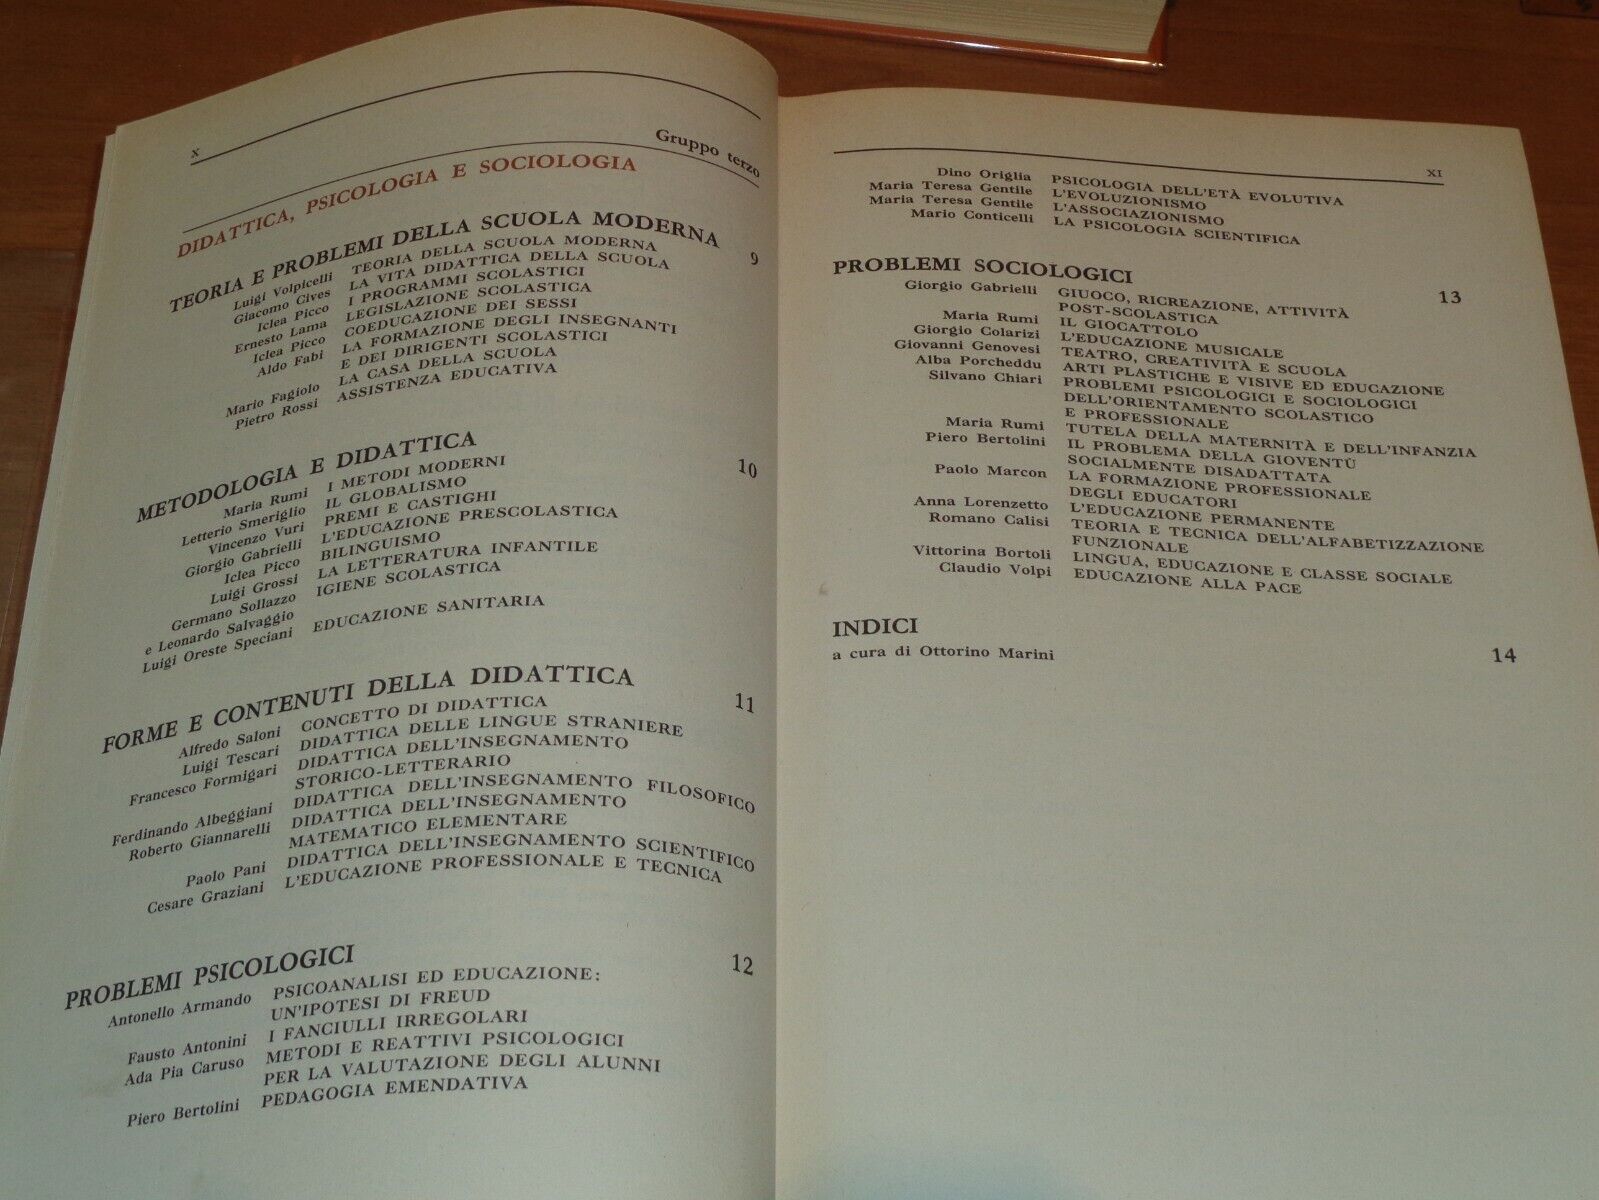 x
Gruppo terzo
DIDATTICA, PSICOLOGIA E SOCIOLOGIA
TEORIA E PROBLEMI DELLA SCUOLA MODERNA 9
Luigi Volpicelli TEORIA DELLA SCUOLA MODERNA
Giacomo Cives LA VITA DIDATTICA DELLA SCUOLA
Iclea Picco I PROGRAMMI SCOLASTICI
Ernesto Lama LEGISLAZIONE SCOLASTICA
Iclea Picco COEDUCAZIONE DEI SESSI
Aldo Fabi LA FORMAZIONE DEGLI INSEGNANTI
E DEI DIRIGENTI SCOLASTICI
Mario Fagiolo LA CASA DELLA SCUOLA
Pietro Rossi ASSISTENZA EDUCATIVA
METODOLOGIA E DIDATTICA 10
Maria Rumi I METODI MODERNI
Letterio Smeriglio IL GLOBALISMO
Vincenzo Vuri PREMI E CASTIGHI
Giorgio Gabrielli L'EDUCAZIONE PRESCOLASTICA
Iclea Picco BILINGUISMO
Luigi Grossi LA LETTERATURA INFANTILE
Germano Sollazzo IGIENE SCOLASTICA
e Leonardo Salvaggio
Luigi Oreste Speciani EDUCAZIONE SANITARIA
FORME E CONTENUTI DELLA DIDATTICA 11
Alfredo Saloni CONCETTO DI DIDATTICA
Luigi Tescari DIDATTICA DELLE LINGUE STRANIERE
Francesco Formigari DIDATTICA DELL'INSEGNAMENTO
STORICO-LETTERARIO
Ferdinando Albeggiani DIDATTICA DELL'INSEGNAMENTO FILOSOFICO
Roberto Giannarelli DIDATTICA DELL'INSEGNAMENTO
MATEMATICO ELEMENTARE
Paolo Pani DIDATTICA DELL'INSEGNAMENTO SCIENTIFICO
Cesare Graziani L'EDUCAZIONE PROFESSIONALE E TECNICA
PROBLEMI PSICOLOGICI 12
Antonello Armando PSICOANALISI ED EDUCAZIONE:
UN'IPOTESI DI FREUD
Fausto Antonini I FANCIULLI IRREGOLARI
Ada Pia Caruso METODI E REATTIVI PSICOLOGICI
PER LA VALUTAZIONE DEGLI ALUNNI
Piero Bertolini PEDAGOGIA EMENDATIVA
XI
Dino Origlia PSICOLOGIA DELL'ETÀ EVOLUTIVA
Maria Teresa Gentile L'EVOLUZIONISMO
Maria Teresa Gentile L'ASSOCIAZIONISMO
Mario Conticelli LA PSICOLOGIA SCIENTIFICA
PROBLEMI SOCIOLOGICI 13
Giorgio Gabrielli GIUOCO, RICREAZIONE, ATTIVITÀ
POST-SCOLASTICA
Maria Rumi IL GIOCATTOLO
Giorgio Colarizi L'EDUCAZIONE MUSICALE
Giovanni Genovesi TEATRO, CREATIVITÀ E SCUOLA
Alba Porcheddu ARTI PLASTICHE E VISIVE ED EDUCAZIONE
Silvano Chiari PROBLEMI PSICOLOGICI E SOCIOLOGICI
DELL'ORIENTAMENTO SCOLASTICO
E PROFESSIONALE
Maria Rumi TUTELA DELLA MATERNITÀ E DELL'INFANZIA
Piero Bertolini IL PROBLEMA DELLA GIOVENTÙ
SOCIALMENTE DISADATTATA
Paolo Marcon LA FORMAZIONE PROFESSIONALE
DEGLI EDUCATORI
Anna Lorenzetto L'EDUCAZIONE PERMANENTE
Romano Calisi TEORIA E TECNICA DELL'ALFABETIZZAZIONE
FUNZIONALE
Vittorina Bortoli LINGUA, EDUCAZIONE E CLASSE SOCIALE
Claudio Volpi EDUCAZIONE ALLA PACE
INDICI 14
a cura di Ottorino Marini